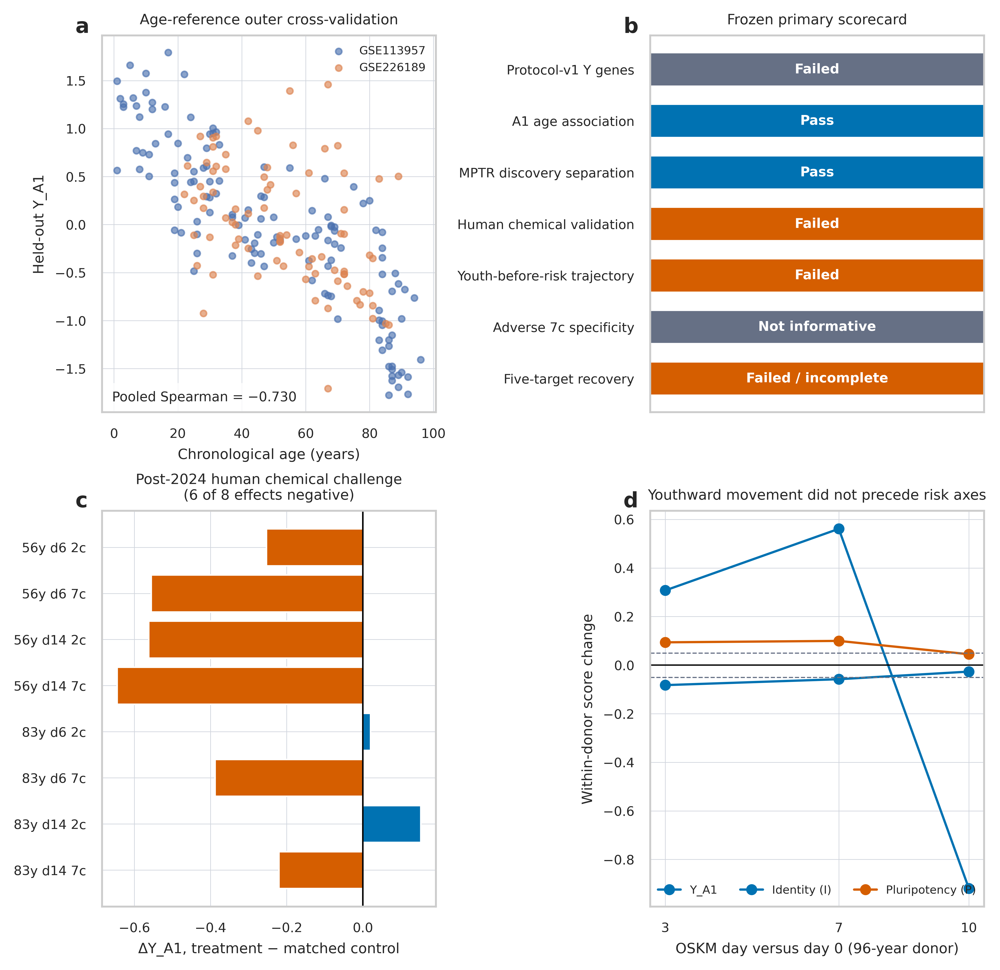 a
Age-reference outer cross-validation
GSE113957
GSE226189
Held-out Y_A1
1.5
1.0
0.5
0.0
−0.5
−1.0
−1.5
Pooled Spearman = −0.730
0 20 40 60 80 100
Chronological age (years)
b
Frozen primary scorecard
Protocol-v1 Y genes Failed
A1 age association Pass
MPTR discovery separation Pass
Human chemical validation Failed
Youth-before-risk trajectory Failed
Adverse 7c specificity Not informative
Five-target recovery Failed / incomplete
c
Post-2024 human chemical challenge
(6 of 8 effects negative)
56y d6 2c
56y d6 7c
56y d14 2c
56y d14 7c
83y d6 2c
83y d6 7c
83y d14 2c
83y d14 7c
−0.6 −0.4 −0.2 0.0
ΔY_A1, treatment − matched control
d
Youthward movement did not precede risk axes
Within-donor score change
0.6
0.4
0.2
0.0
−0.2
−0.4
−0.6
−0.8
Y_A1 Identity (I) Pluripotency (P)
3 7 10
OSKM day versus day 0 (96-year donor)